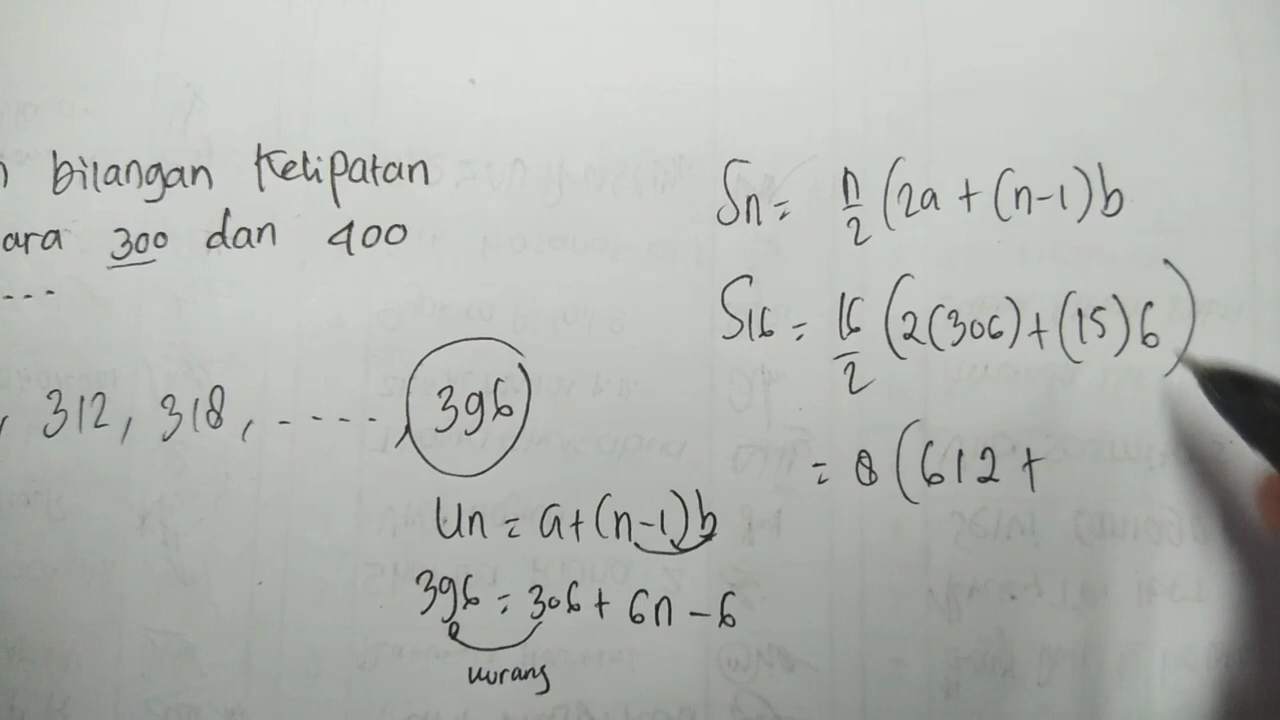 bilangan Kelipatan
ara 300 dan 400
...
, 312, 318, ....., 396
Un = a + (n-1)b
396 = 306 + 6n - 6
kurang
Sn = n/2 (2a + (n-1)b
S16 = 16/2 (2(306) + (15)6)
= 8 (612 +